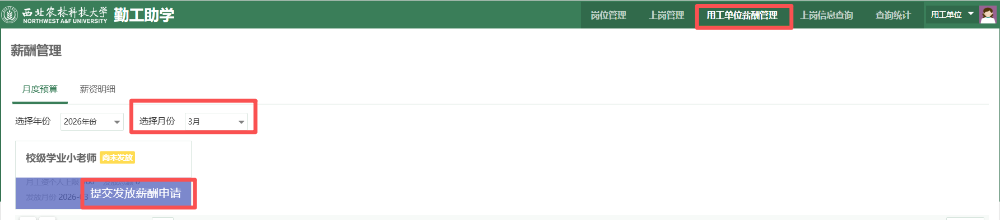 西北农林科技大学 勤工助学
NORTHWEST A&F UNIVERSITY
岗位管理 上岗管理 用工单位薪酬管理 上岗信息查询 查询统计 用工单位
薪酬管理
月度预算 薪资明细
选择年份 2026年份 选择月份 3月
校级学业小老师 尚未发放
月工资个人上限
发放月份 2026-03
提交发放薪酬申请